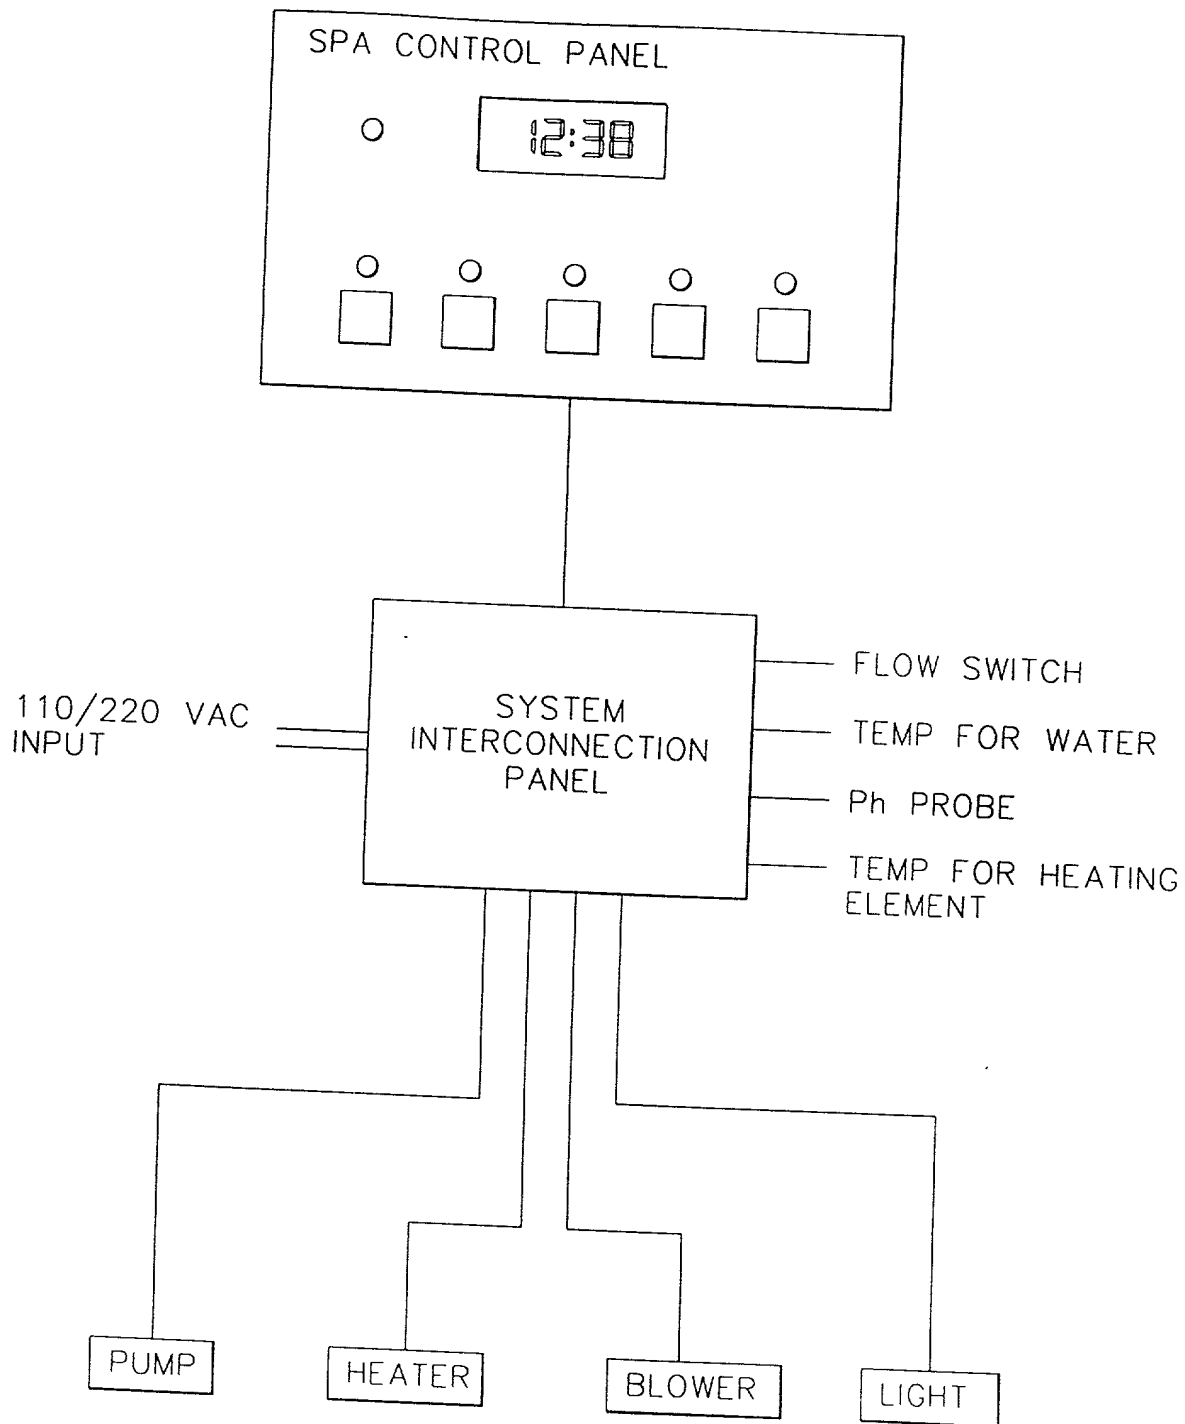 SPA CONTROL PANEL
12:38
110/220 VAC
INPUT
SYSTEM
INTERCONNECTION
PANEL
FLOW SWITCH
TEMP FOR WATER
Ph PROBE
TEMP FOR HEATING
ELEMENT
PUMP
HEATER
BLOWER
LIGHT